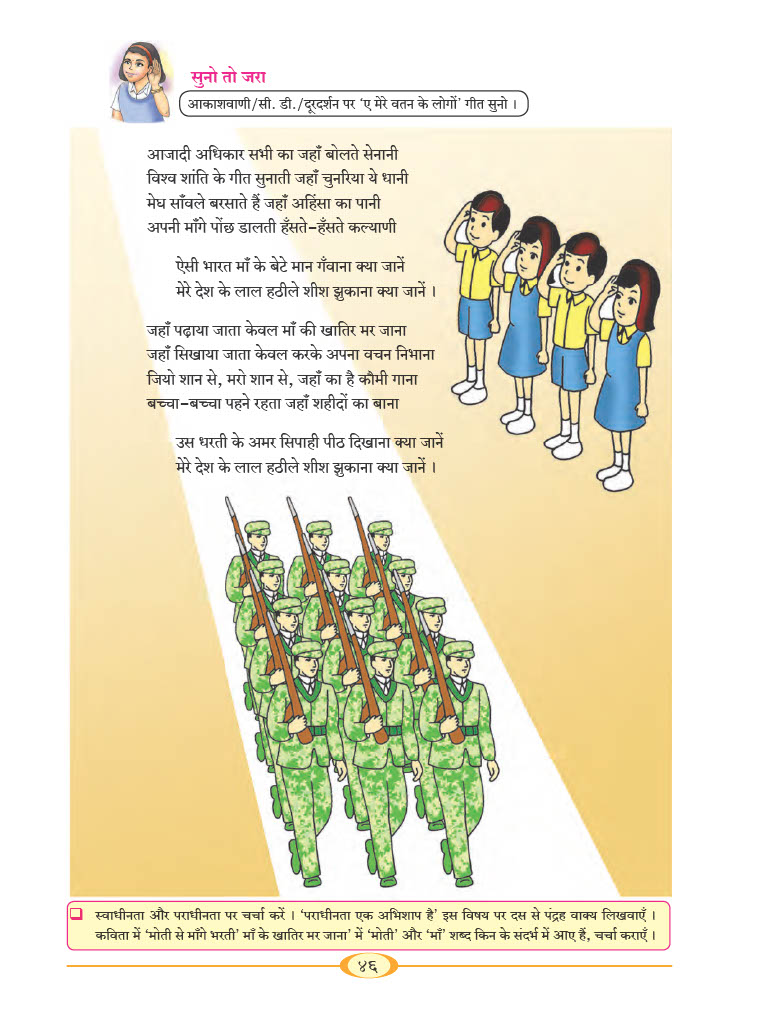 सुनो तो जरा
आकाशवाणी/सी. डी./दूरदर्शन पर ‘ए मेरे वतन के लोगों’ गीत सुनो ।
आजादी अधिकार सभी का जहाँ बोलते सेनानी
विश्व शांति के गीत सुनाती जहाँ चुनरिया ये धानी
मेघ साँवले बरसाते हैं जहाँ अहिंसा का पानी
अपनी माँगे पोंछ डालती हँसते-हँसते कल्याणी
ऐसी भारत माँ के बेटे मान गँवाना क्या जानें
मेरे देश के लाल हठीले शीश झुकाना क्या जानें ।
जहाँ पढ़ाया जाता केवल माँ की खातिर मर जाना
जहाँ सिखाया जाता केवल करके अपना वचन निभाना
जियो शान से, मरो शान से, जहाँ का है कौमी गाना
बच्चा-बच्चा पहने रहता जहाँ शहीदों का बाना
उस धरती के अमर सिपाही पीठ दिखाना क्या जानें
मेरे देश के लाल हठीले शीश झुकाना क्या जानें ।
स्वाधीनता और पराधीनता पर चर्चा करें । ‘पराधीनता एक अभिशाप है’ इस विषय पर दस से पंद्रह वाक्य लिखवाएँ ।
कविता में ‘मोती से माँगे भरती’ माँ के खातिर मर जाना’ में ‘मोती’ और ‘माँ’ शब्द किन के संदर्भ में आए हैं, चर्चा कराएँ ।
४६